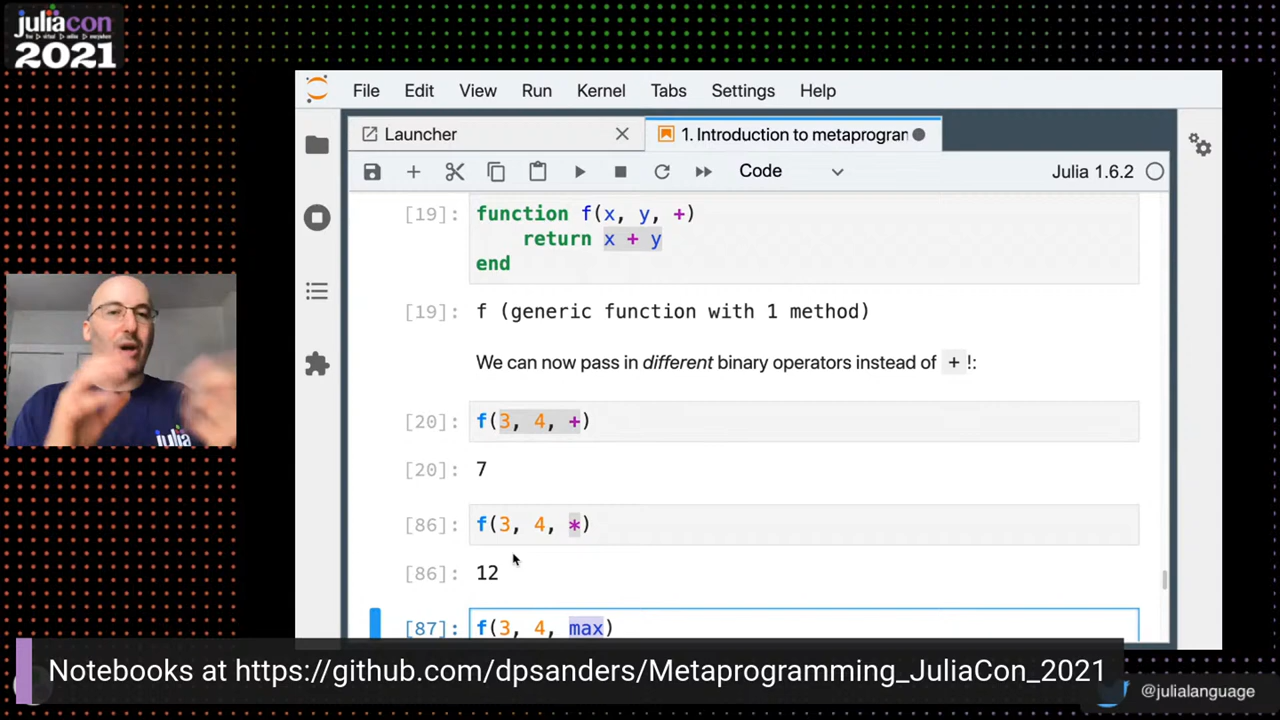 juliacon
2021
File Edit View Run Kernel Tabs Settings Help
Launcher
1. Introduction to metaprogran
Code
Julia 1.6.2
[19]: function f(x, y, +)
return x + y
end
[19]: f (generic function with 1 method)
We can now pass in different binary operators instead of + !:
[20]: f(3, 4, +)
[20]: 7
[86]: f(3, 4, *)
[86]: 12
[87]: f(3, 4, max)
julia
Notebooks at https://github.com/dpsanders/Metaprogramming_JuliaCon_2021
@julialanguage